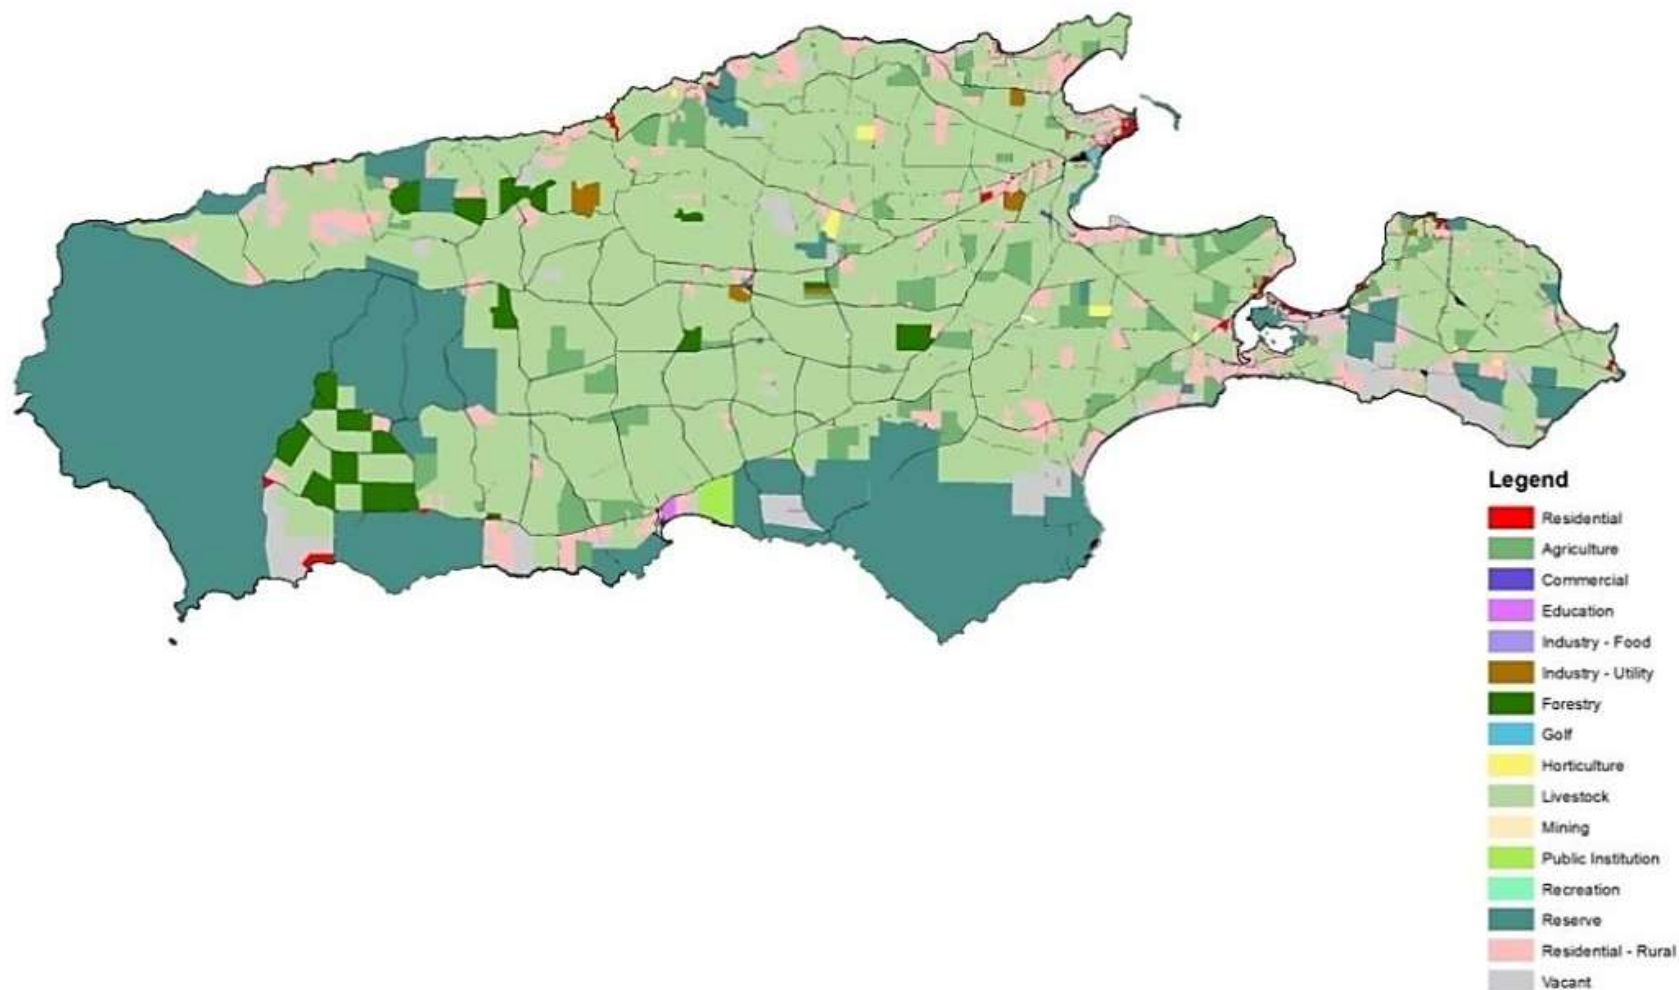 Legend
Residential
Agriculture
Commercial
Education
Industry - Food
Industry - Utility
Forestry
Golf
Horticulture
Livestock
Mining
Public Institution
Recreation
Reserve
Residential - Rural
Vacant